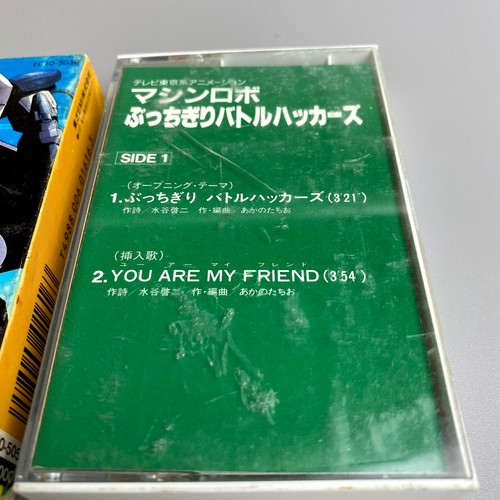 テレビ東京系アニメーション
マシンロボ
ぶっちぎりバトルハッカーズ
SIDE 1
(オープニング・テーマ)
1.ぶっちぎり バトルハッカーズ(3'21")
作詩/水谷啓二 作・編曲/あかのたちお
(挿入歌)
ユー アー マイ フレンド
2.YOU ARE MY FRIEND(3'54")
作詩/水谷啓二 作・編曲/あかのたちお